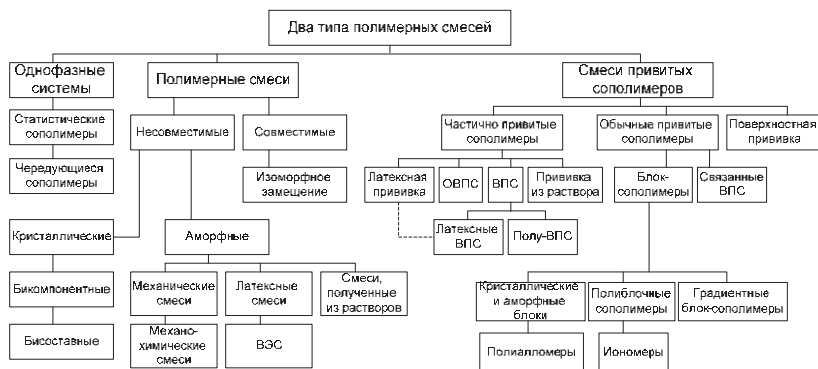 Два типа полимерных смесей
Однофазные
системы
Полимерные смеси
Смеси привитых
сополимеров
Статистические
сополимеры
Несовместимые
Совместимые
Частично привитые
сополимеры
Обычные привитые
сополимеры
Поверхностная
прививка
Чередующиеся
сополимеры
Изоморфное
замещение
Латексная
прививка
ОВПС
ВПС
Прививка
из раствора
Блок-
сополимеры
Связанные
ВПС
Кристаллические
Аморфные
Латексные
ВПС
Полу-ВПС
Бикомпонентные
Механические
смеси
Латексные
смеси
Смеси,
полученные
из растворов
Кристаллические
и аморфные
блоки
Полиблочные
сополимеры
Градиентные
блок-сополимеры
Бисоставные
Механо-
химические
смеси
ВЭС
Полиалломеры
Иономеры